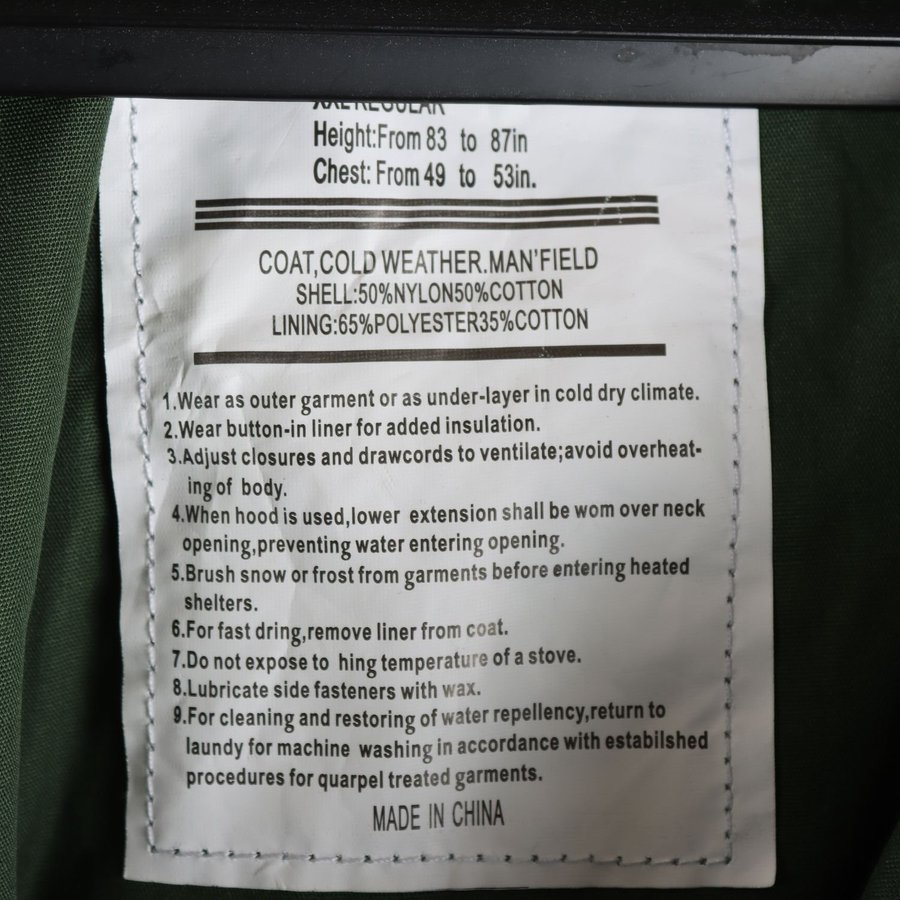 XXL REGULAR
Height:From 83 to 87in
Chest: From 49 to 53in.
COAT,COLD WEATHER.MAN'FIELD
SHELL:50%NYLON50%COTTON
LINING:65%POLYESTER35%COTTON
1.Wear as outer garment or as under-layer in cold dry climate.
2.Wear button-in liner for added insulation.
3.Adjust closures and drawcords to ventilate;avoid overheat-
ing of body.
4.When hood is used,lower extension shall be wom over neck
opening,preventing water entering opening.
5.Brush snow or frost from garments before entering heated
shelters.
6.For fast dring,remove liner from coat.
7.Do not expose to hing temperature of a stove.
8.Lubricate side fasteners with wax.
9.For cleaning and restoring of water repellency,return to
laundy for machine washing in accordance with estabilshed
procedures for quarpel treated garments.
MADE IN CHINA